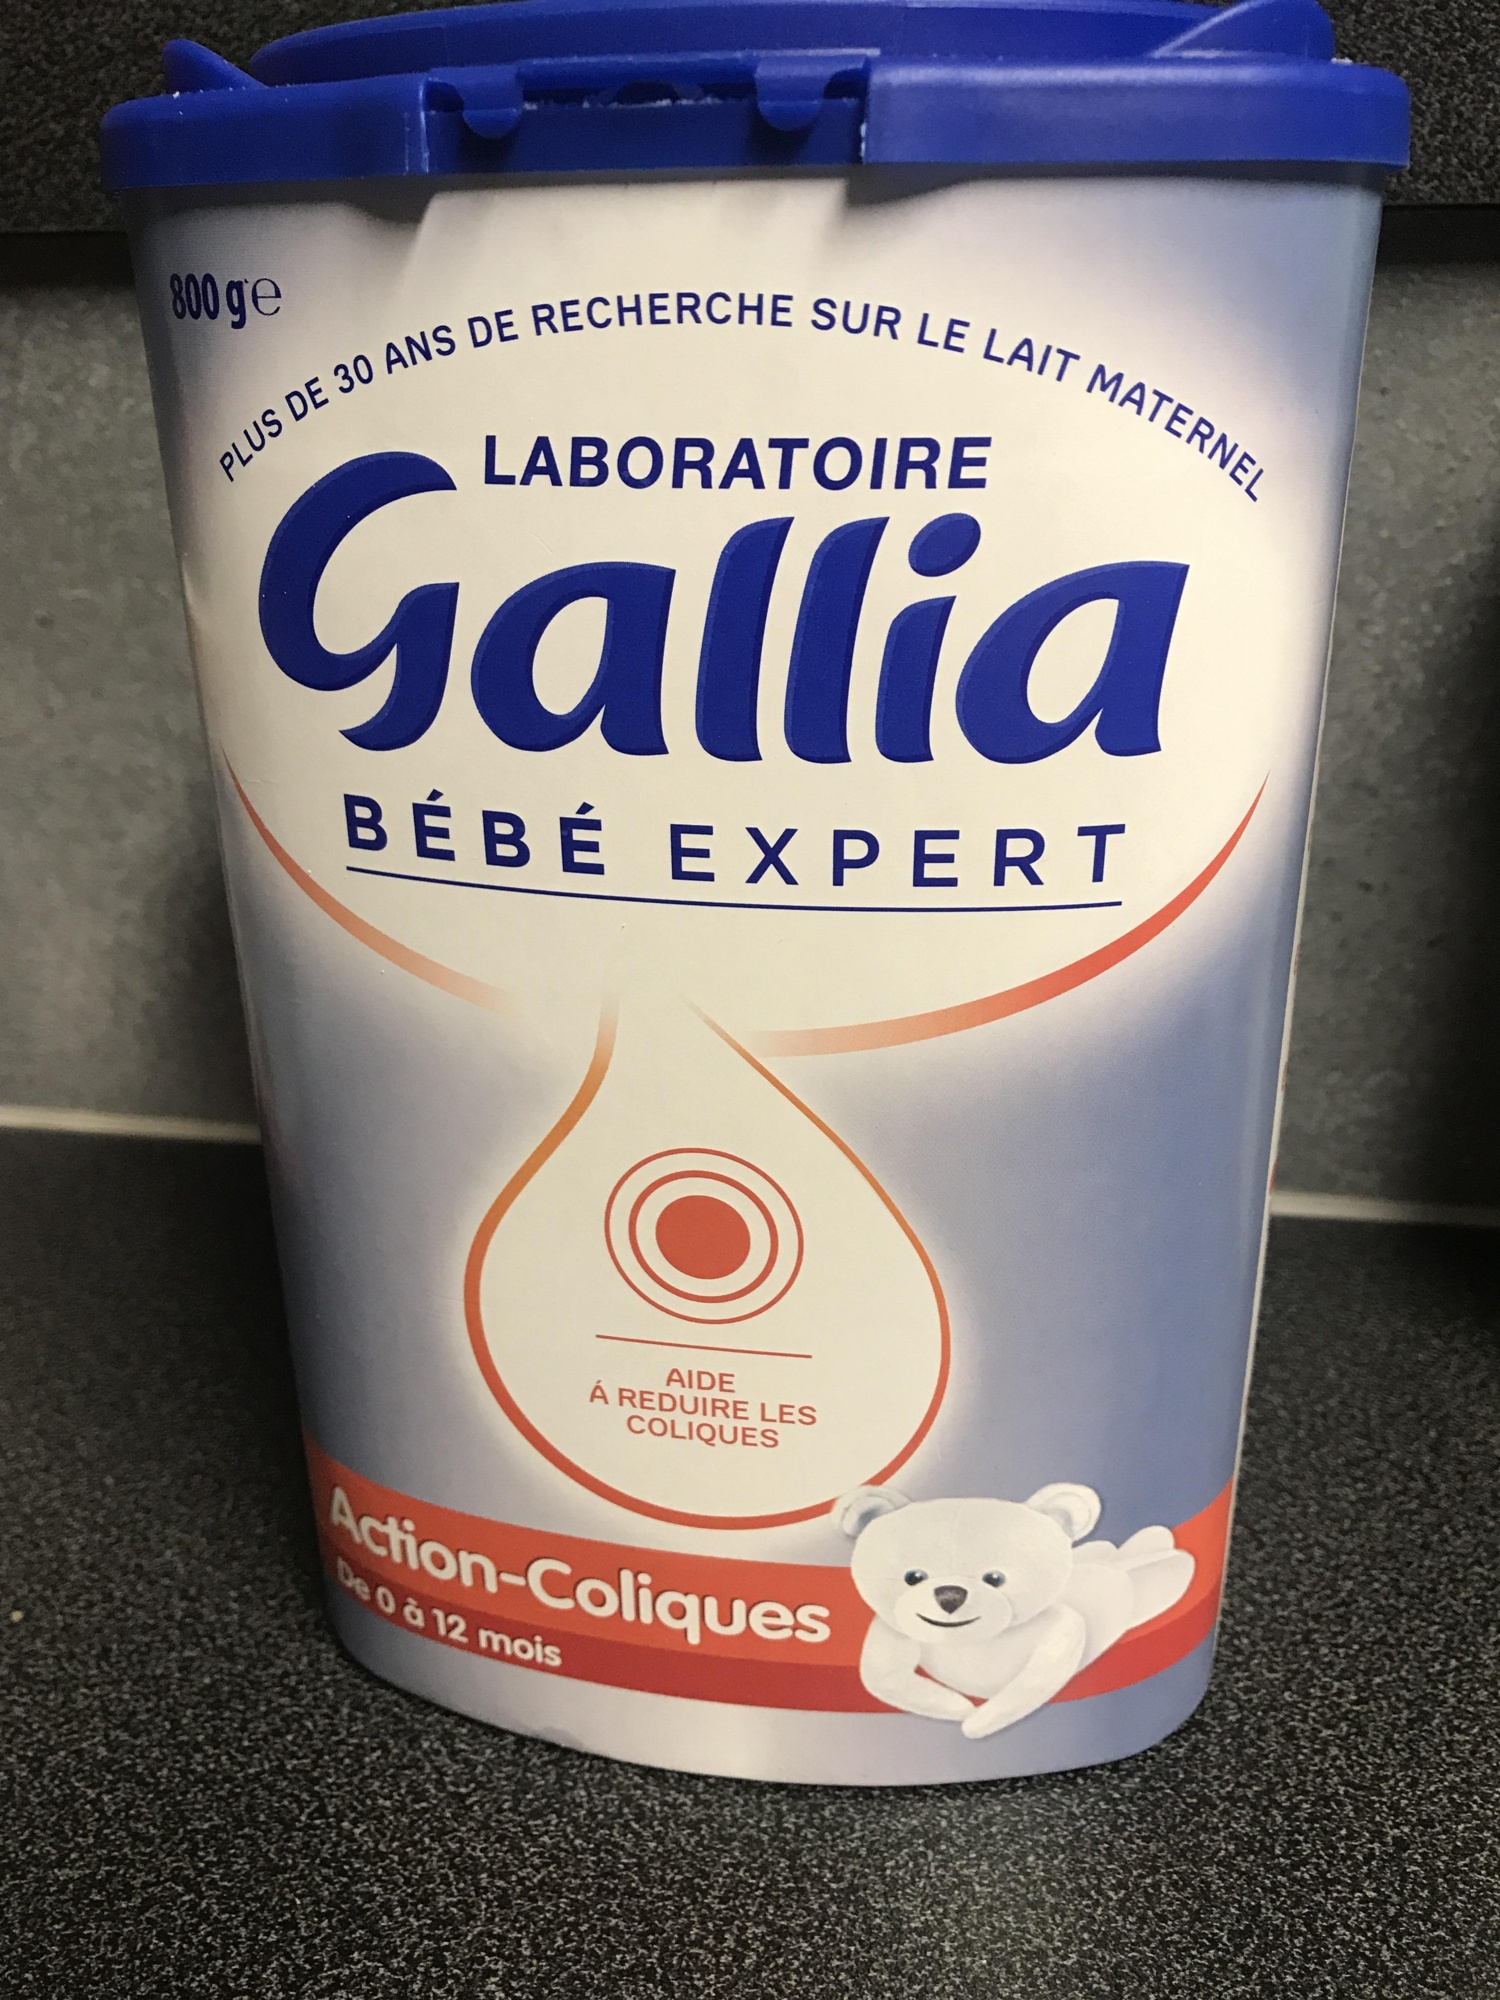 800 g ℮
PLUS DE 30 ANS DE RECHERCHE SUR LE LAIT MATERNEL
LABORATOIRE
Gallia
BÉBÉ EXPERT
AIDE
Á REDUIRE LES
COLIQUES
Action-Coliques
De 0 à 12 mois